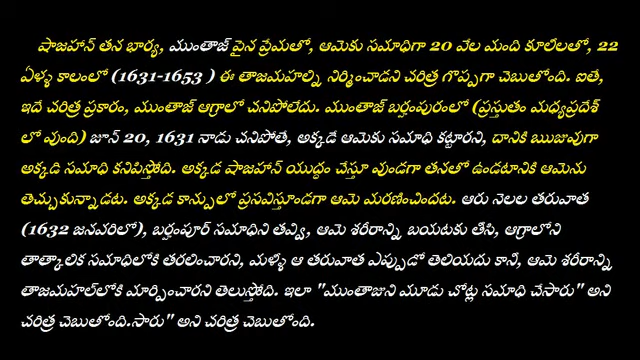 షాజహాన్ తన భార్య, ముంతాజ్ పైన ప్రేమతో, ఆమెకు సమాధిగా 20 వేల మంది కూలీలతో, 22
ఏళ్ళ కాలంలో (1631-1653 ) ఈ తాజమహల్ని నిర్మించాడని చరిత్ర గొప్పగా చెబుతోంది. ఐతే,
ఇదే చరిత్ర ప్రకారం, ముంతాజ్ ఆగ్రాలో చనిపోలేదు. ముంతాజ్ బర్హంపురంలో (ప్రస్తుతం మధ్యప్రదేశ్
లో వుంది) జూన్ 20, 1631 నాడు చనిపోతే, అక్కడే ఆమెకు సమాధి కట్టారని, దానికి ఋజువుగా
అక్కడి సమాధి కనిపిస్తోంది. అక్కడ షాజహాన్ యుద్ధం చేస్తూ వుండగా తనతో ఉండటానికి ఆమెను
తెచ్చుకున్నాడట. అక్కడ కాన్పులో ప్రసవిస్తూండగా ఆమె మరణించిందట. ఆరు నెలల తరువాత
(1632 జనవరిలో), బర్హంపూర్ సమాధిని తవ్వి, ఆమె శరీరాన్ని బయటకు తీసి, ఆగ్రాలోని
తాత్కాలిక సమాధిలోకి తరలించారని, మళ్ళీ ఆ తరువాత ఎప్పుడో తెలియదు కాని, ఆమె శరీరాన్ని
తాజమహల్‌లోకి మార్పించారని తెలుస్తోంది. ఇలా "ముంతాజుని మూడు చోట్ల సమాధి చేసారు" అని
చరిత్ర చెబుతోంది.సారు" అని చరిత్ర చెబుతోంది.